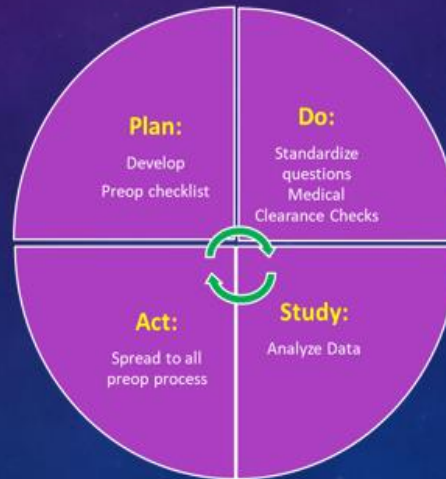 Plan:
Develop
Preop checklist
Do:
Standardize
questions
Medical
Clearance Checks
Act:
Spread to all
preop process
Study:
Analyze Data